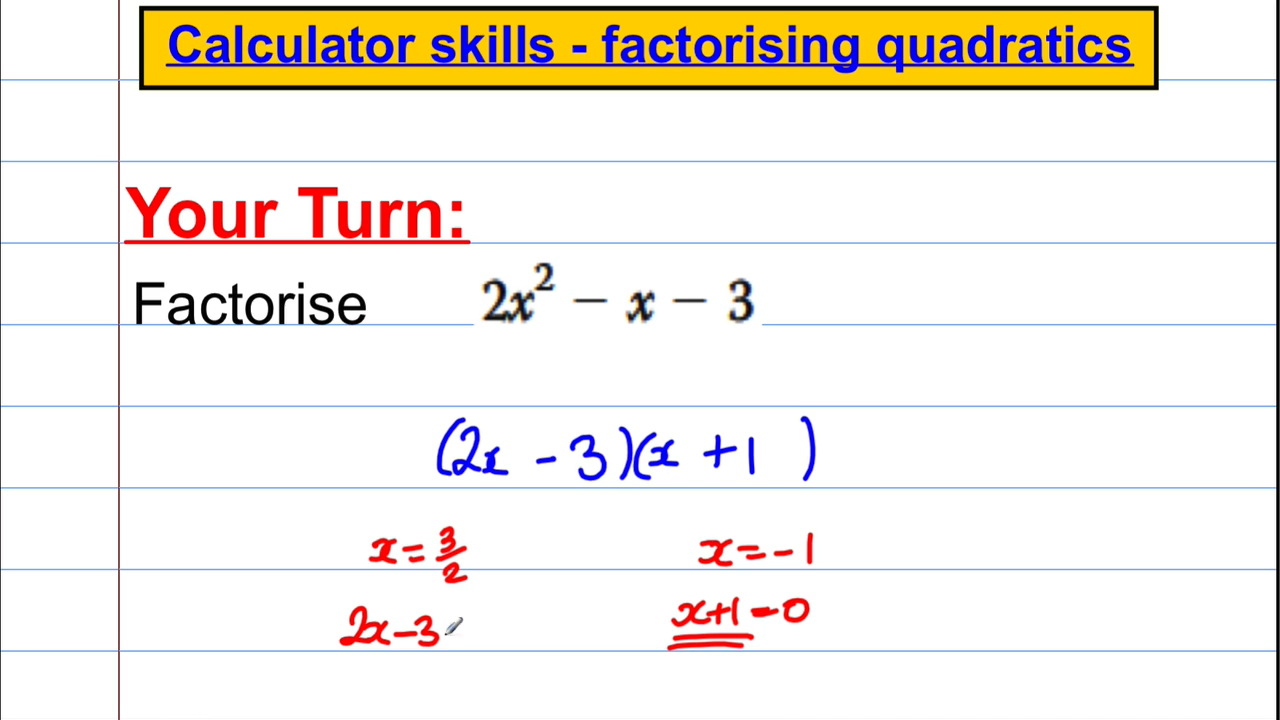 Calculator skills - factorising quadratics
Your Turn:
Factorise 2x² − x − 3
(2x - 3)(x + 1 )
x = 3/2 x = - 1
2x - 3 x + 1 = 0